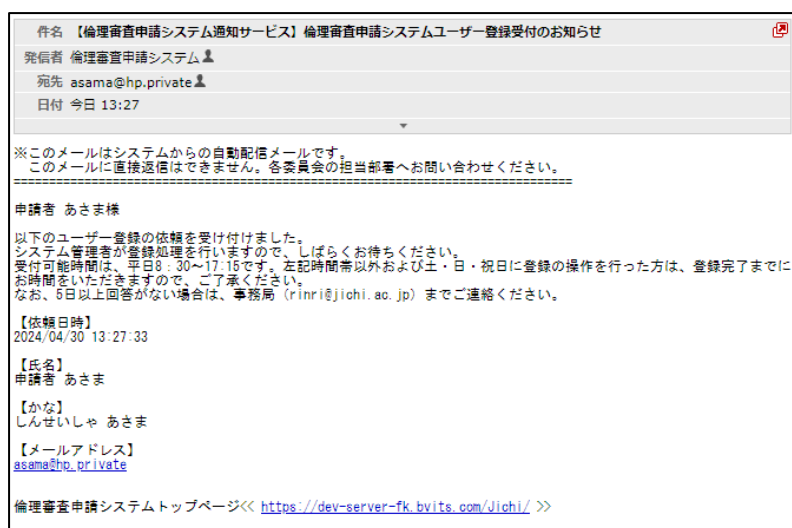 件名 【倫理審査申請システム通知サービス】倫理審査申請システムユーザー登録受付のお知らせ
発信者 倫理審査申請システム
宛先 asama@hp.private
日付 今日 13:27
※このメールはシステムからの自動配信メールです。
このメールに直接返信はできません。各委員会の担当部署へお問い合わせください。
================================================================================
申請者 あさま様
以下のユーザー登録の依頼を受け付けました。
システム管理者が登録処理を行いますので、しばらくお待ちください。
受付可能時間は、平日8：30～17:15です。左記時間帯以外および土・日・祝日に登録の操作を行った方は、登録完了までに
お時間をいただきますので、ご了承ください。
なお、5日以上回答がない場合は、事務局（rinri@jichi.ac.jp）までご連絡ください。
【依頼日時】
2024/04/30 13:27:33
【氏名】
申請者 あさま
【かな】
しんせいしゃ あさま
【メールアドレス】
asama@hp.private
倫理審査申請システムトップページ<< https://dev-server-fk.bvits.com/Jichi/ >>